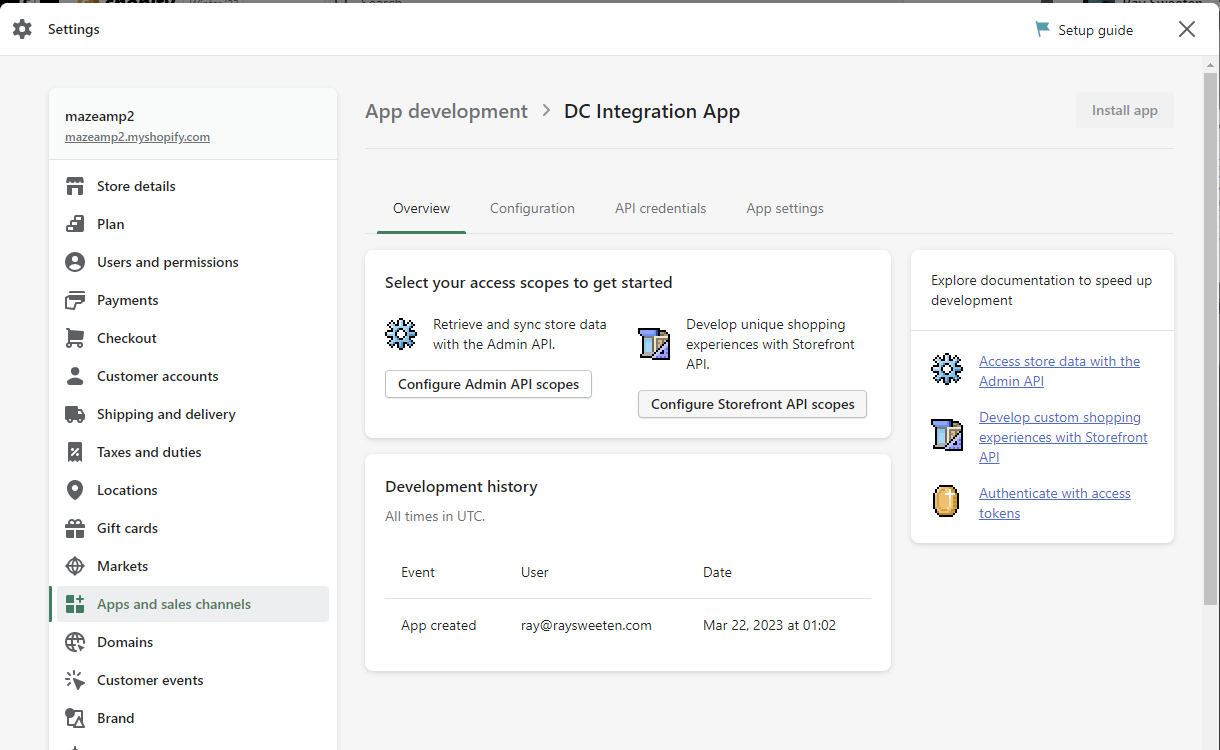 Settings
Setup guide
mazeamp2
mazeamp2.myshopify.com
Store details
Plan
Users and permissions
Payments
Checkout
Customer accounts
Shipping and delivery
Taxes and duties
Locations
Gift cards
Markets
Apps and sales channels
Domains
Customer events
Brand
App development > DC Integration App
Install app
Overview Configuration API credentials App settings
Select your access scopes to get started
Retrieve and sync store data
with the Admin API.
Configure Admin API scopes
Develop unique shopping
experiences with Storefront
API.
Configure Storefront API scopes
Development history
All times in UTC.
Event User Date
App created ray@raysweeten.com Mar 22, 2023 at 01:02
Explore documentation to speed up
development
Access store data with the
Admin API
Develop custom shopping
experiences with Storefront
API
Authenticate with access
tokens